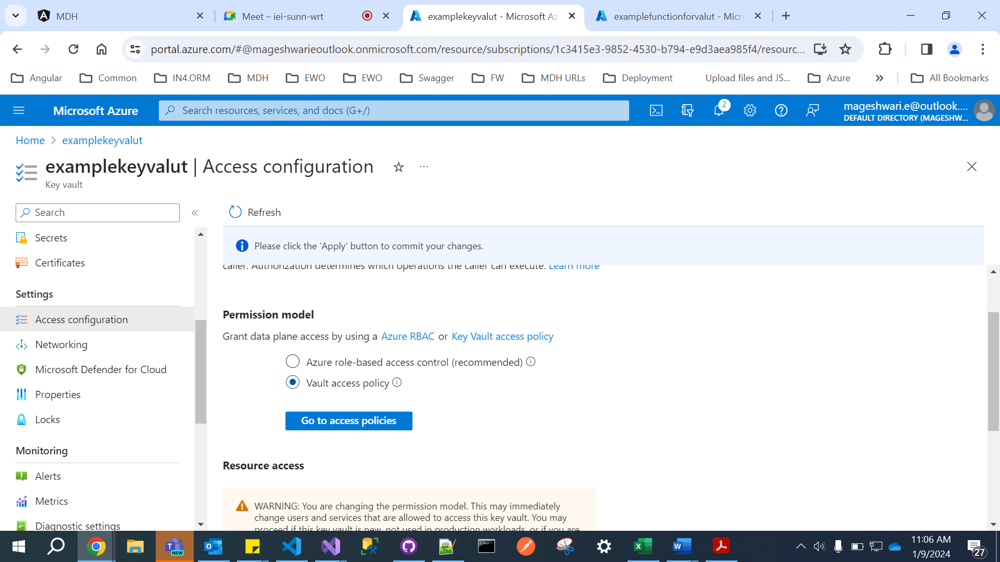 MDH
Meet – iei-sunn-wrt
examplekeyvalut - Microsoft Az
examplefunctionforvalut - Micr
portal.azure.com/#@mageshwarieoutlook.onmicrosoft.com/resource/subscriptions/1c3415e3-9852-4530-b794-e9d3aea985f4/resourc...
Angular
Common
IN4.ORM
MDH
EWO
EWO
Swagger
FW
MDH URLs
Deployment
Upload files and JS...
Azure
All Bookmarks
Microsoft Azure
Search resources, services, and docs (G+/)
2
mageshwari.e@outlook....
DEFAULT DIRECTORY (MAGESHW...
Home > examplekeyvalut
examplekeyvalut | Access configuration
Key vault
Search
Refresh
Secrets
Certificates
Settings
Access configuration
Networking
Microsoft Defender for Cloud
Properties
Locks
Monitoring
Alerts
Metrics
Diagnostic settings
Please click the 'Apply' button to commit your changes.
caller. Authorization determines which operations the caller can execute. Learn more
Permission model
Grant data plane access by using a Azure RBAC or Key Vault access policy
Azure role-based access control (recommended)
Vault access policy
Go to access policies
Resource access
WARNING: You are changing the permission model. This may immediately
change users and services that are allowed to access this key vault. You may
proceed if this key vault is new, not used in production workloads, or if you are
NEW
11:06 AM
1/9/2024
27